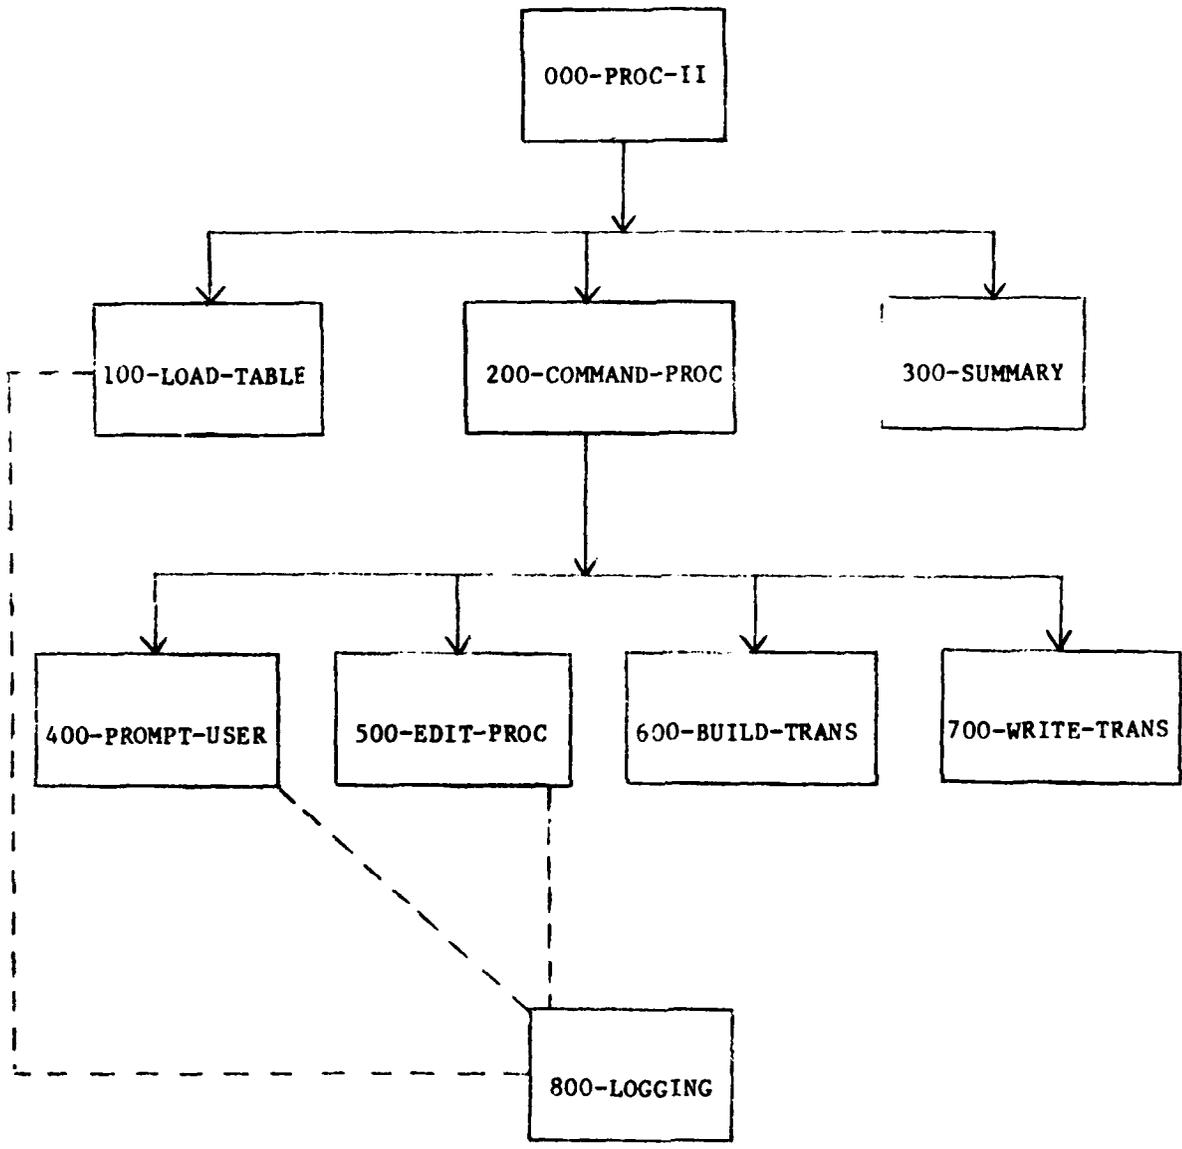 000-PROC-II
100-LOAD-TABLE
200-COMMAND-PROC
300-SUMMARY
400-PROMPT-USER
500-EDIT-PROC
600-BUILD-TRANS
700-WRITE-TRANS
800-LOGGING